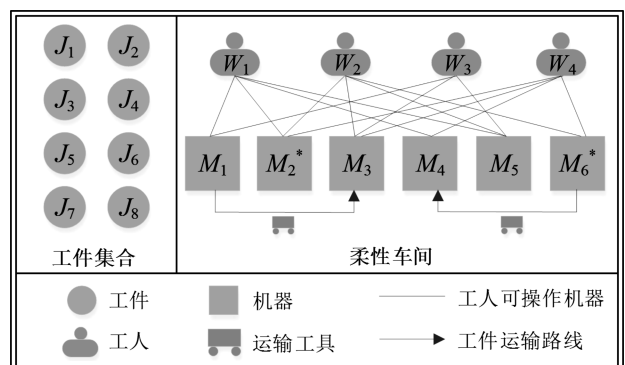 J1 J2
J3 J4
J5 J6
J7 J8
工件集合
W1 W2 W3 W4
M1 M2* M3 M4 M5 M6*
柔性车间
工件 机器 工人可操作机器
工人 运输工具 工件运输路线